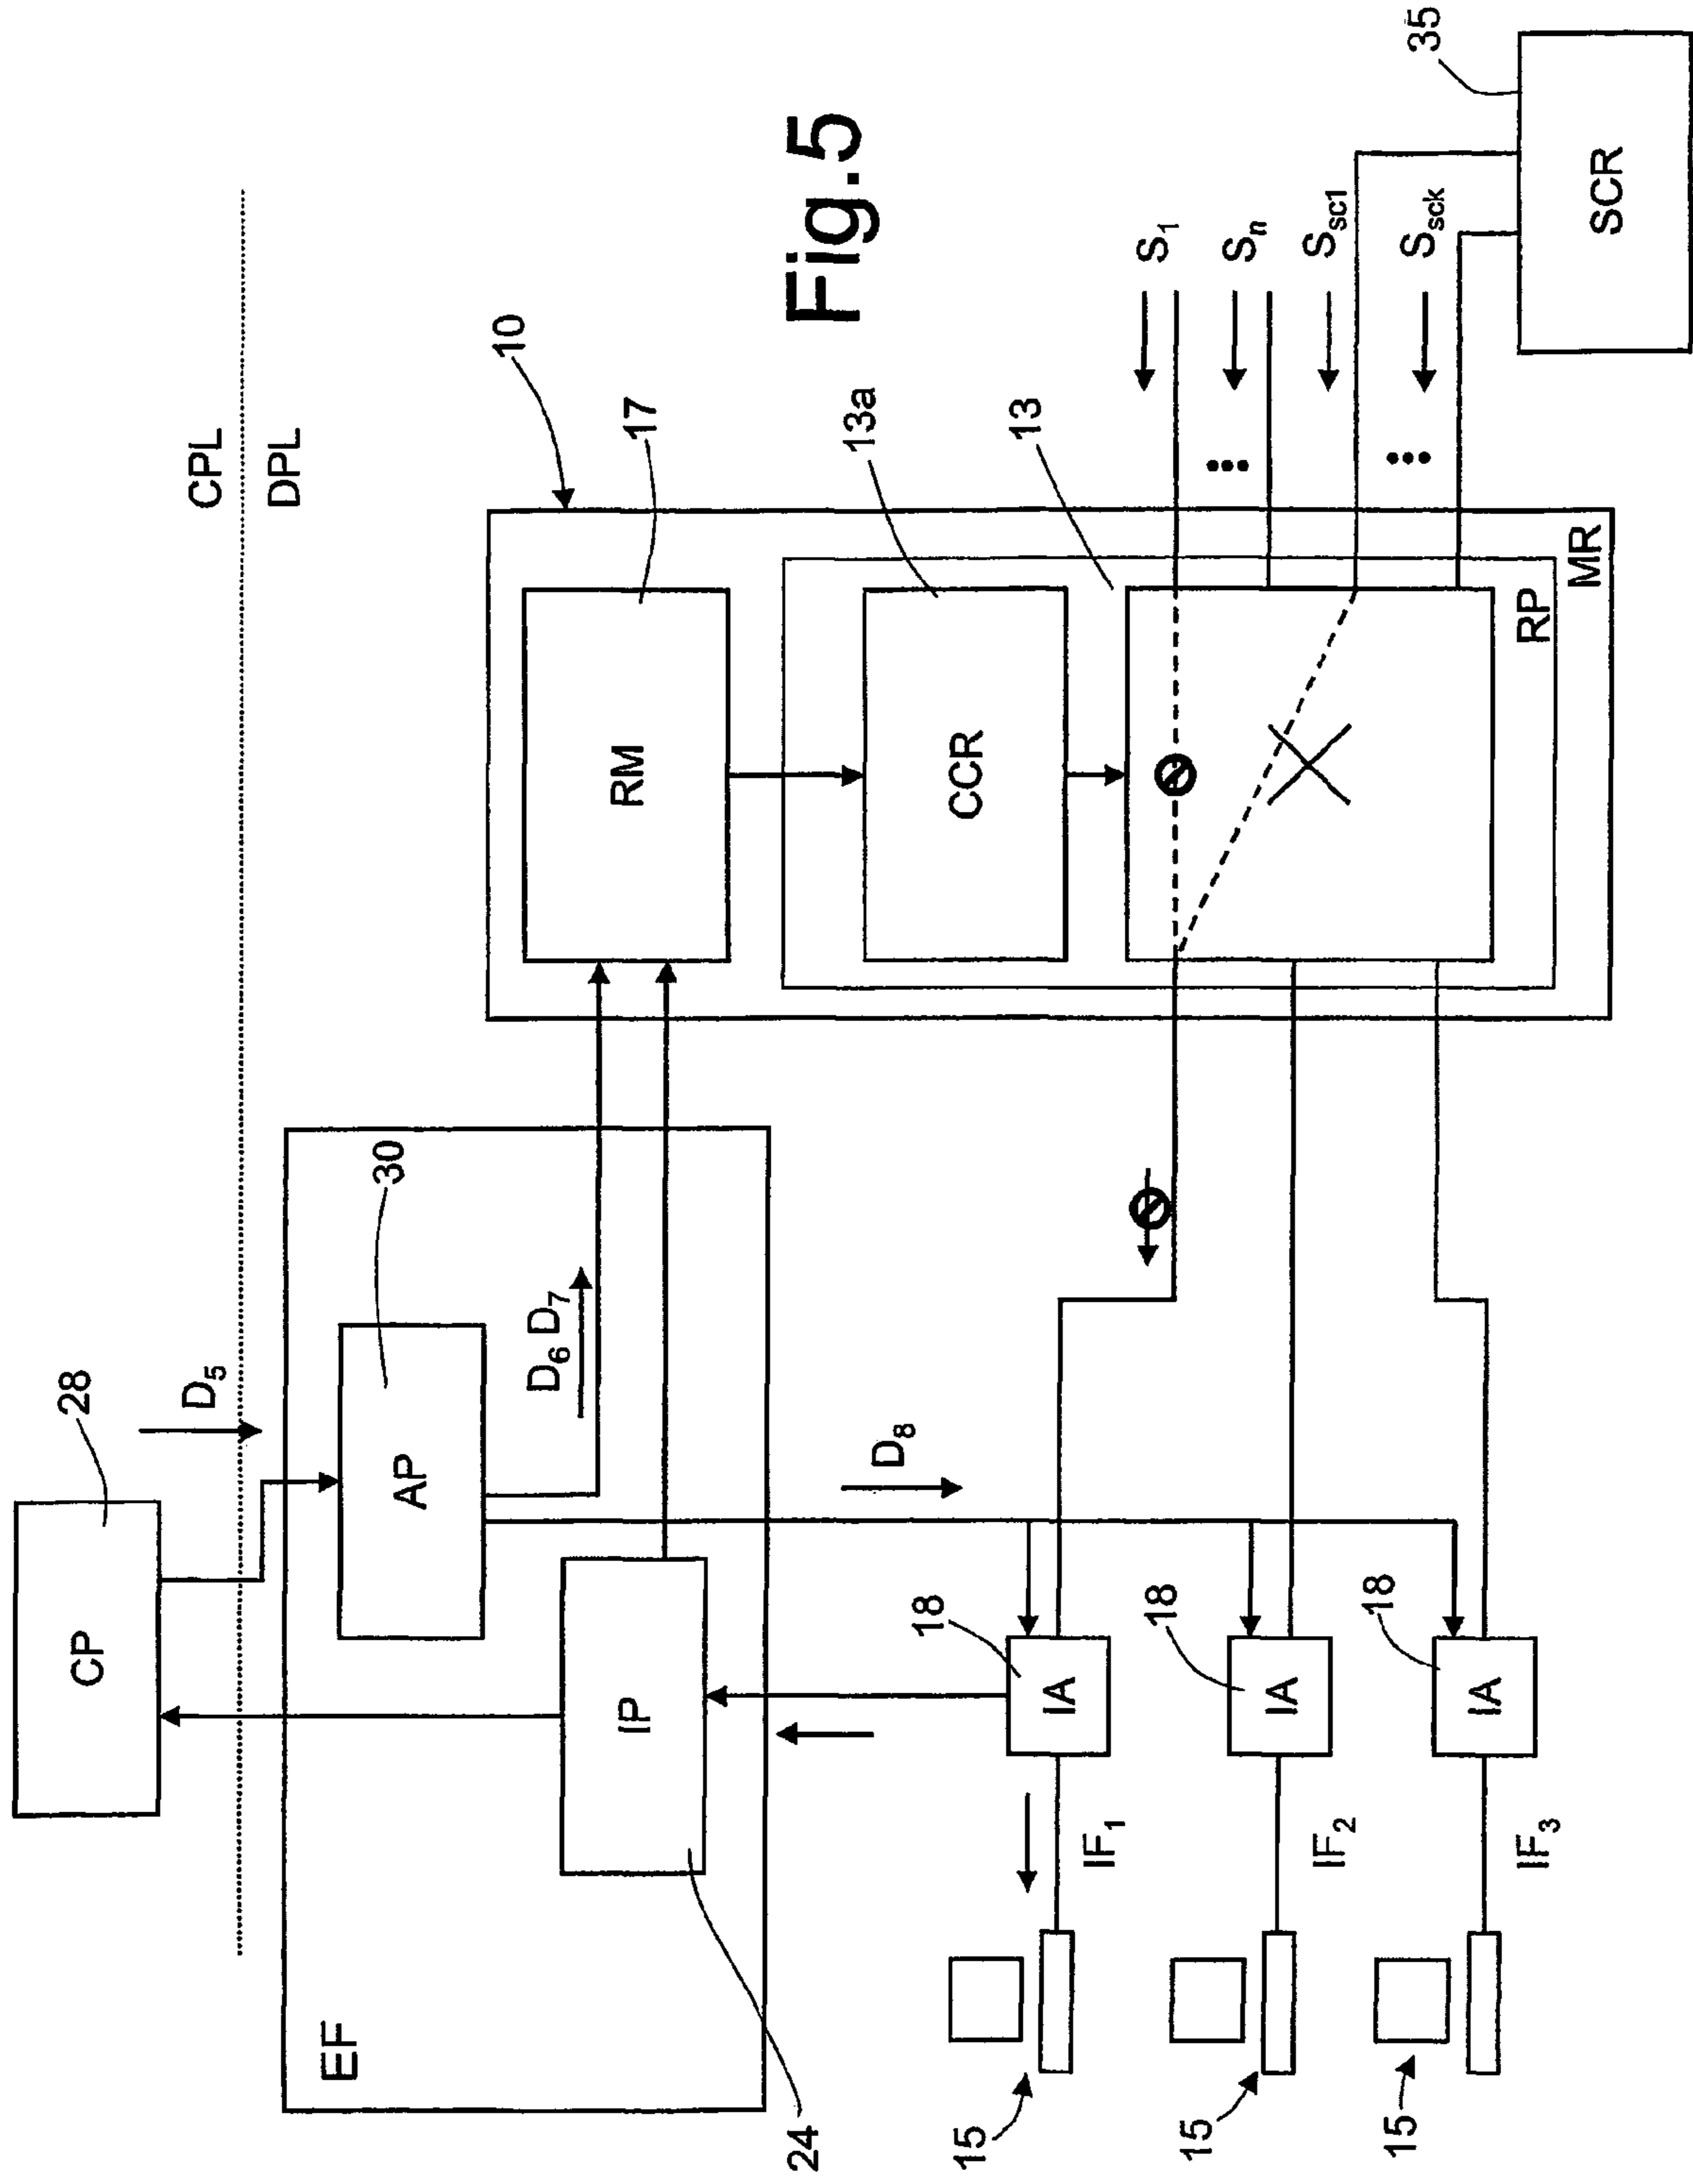 28
CP
D5
CPL
DPL
EF
AP
30
IP
24
D6 D7
D8
10
RM
17
CCR
13a
13
RP
MR
Fig.5
S1
Sn
Ssc1
Ssck
SCR
35
18
IA
IF1
15
18
IA
IF2
15
18
IA
IF3
15